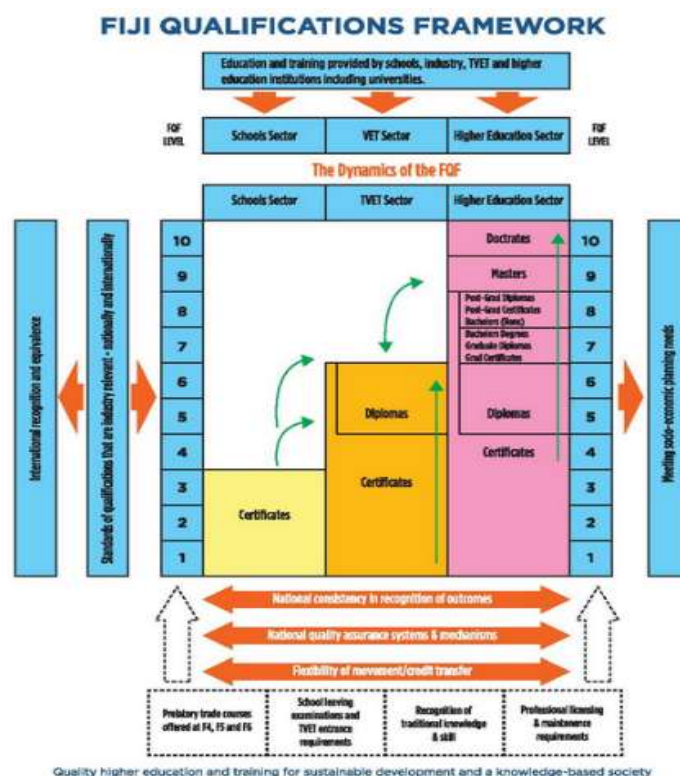 FIJI QUALIFICATIONS FRAMEWORK
Education and training provided by schools, industry, TVET and higher
education institutions including universities.
FQF
LEVEL
Schools Sector
VET Sector
Higher Education Sector
FQF
LEVEL
The Dynamics of the FQF
Schools Sector
TVET Sector
Higher Education Sector
International recognition and equivalence
Standards of qualifications that are industry relevant - nationally and internationally
10
9
8
7
6
5
4
3
2
1
Certificates
Diplomas
Certificates
Doctrates
Masters
Post-Grad Diplomas
Post-Grad Certificates
Bachelors (Hons)
Bachelors Degrees
Graduate Diplomas
Grad Certificates
Diplomas
Certificates
10
9
8
7
6
5
4
3
2
1
Meeting socio-economic planning needs
National consistency in recognition of outcomes
National quality assurance systems & mechanisms
Flexibility of movement/credit transfer
Prelatory trade courses
offered at F4, F5 and F6
School leaving
examinations and
TVET entrance
requirements
Recognition of
traditional knowledge
& skill
Professional licensing
& maintenance
requirements
Quality higher education and training for sustainable development and a knowledge-based society